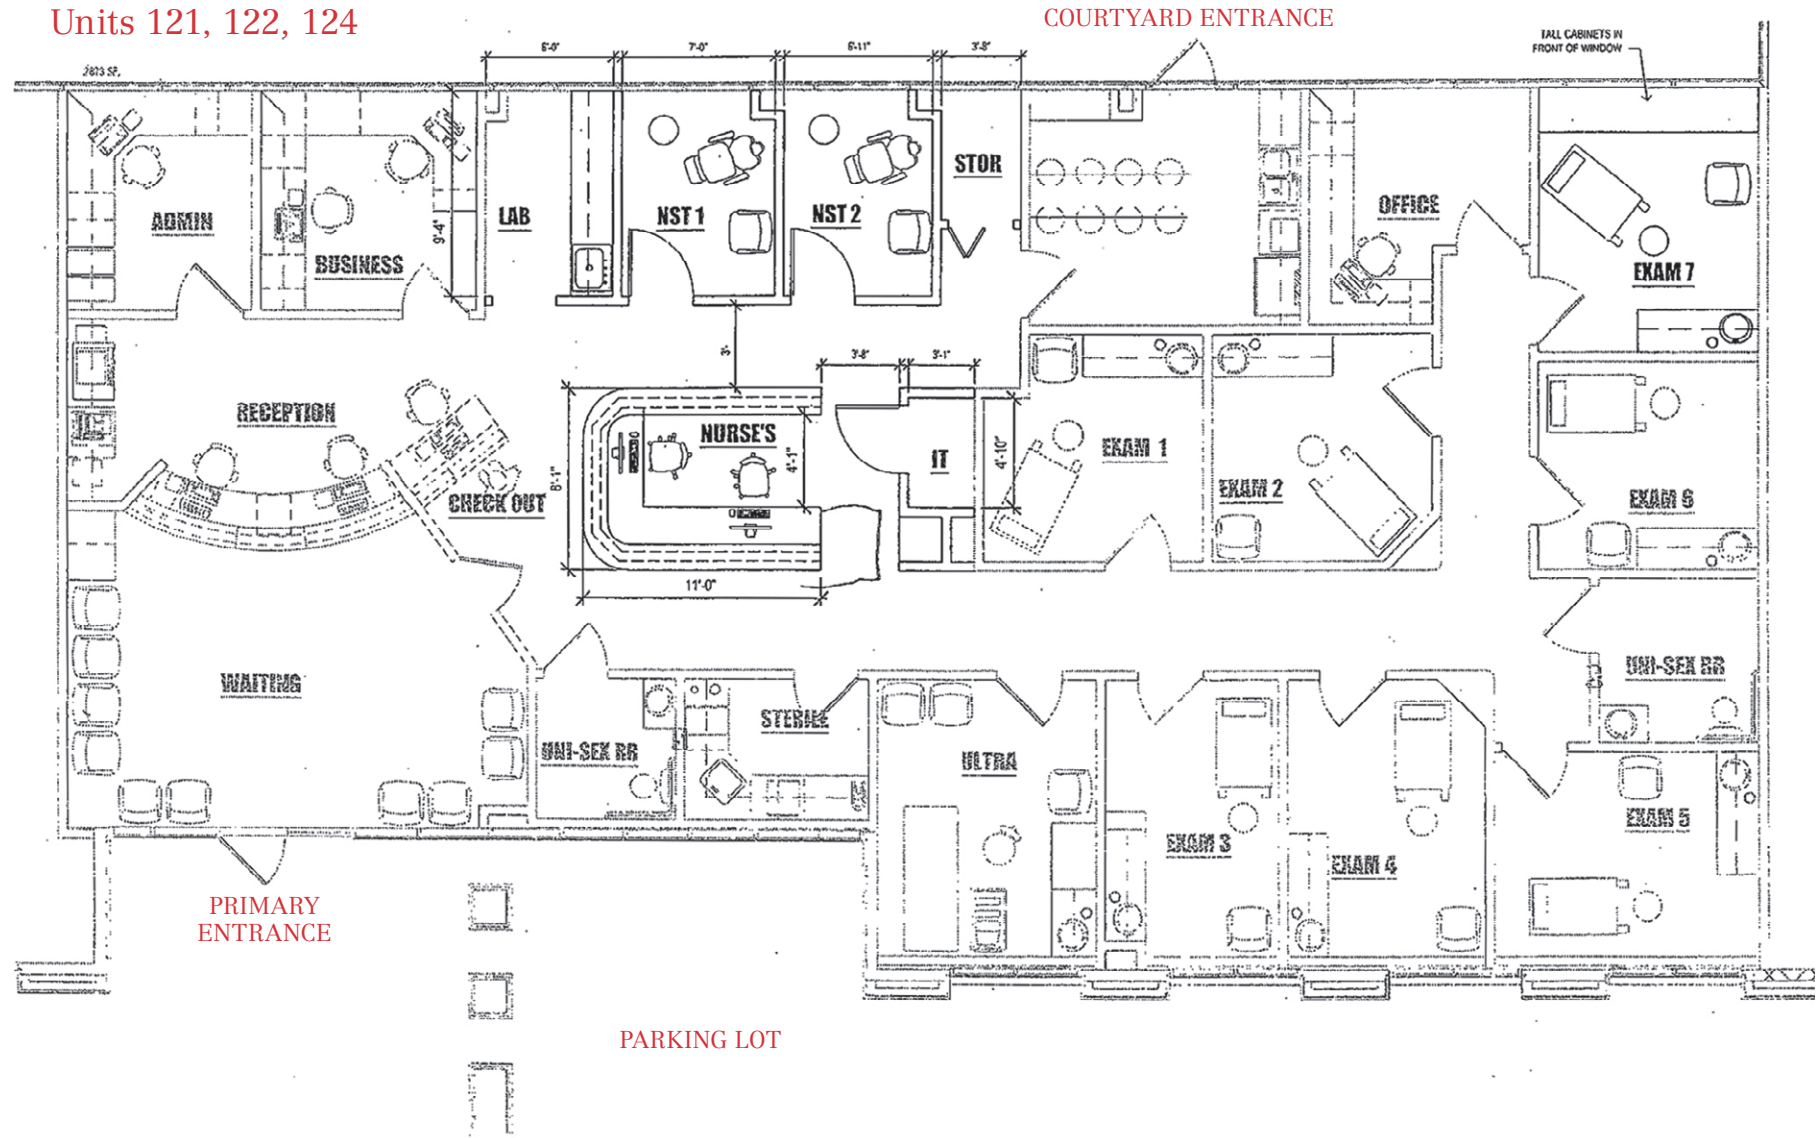 Units 121, 122, 124
COURTYARD ENTRANCE
TALL CABINETS IN
FRONT OF WINDOW
2813 SF.
6'-0"
7'-0"
6'-11"
3'-8"
STOR
ADMIN
LAB
NST 1
NST 2
OFFICE
9'-4"
BUSINESS
EXAM 7
3'-
3'-8"
3'-1"
RECEPTION
NURSE'S
4'-1"
IT
4'-10"
EXAM 1
EXAM 2
EXAM 6
CHECK OUT
8'-1"
11'-0"
WAITING
UNI-SEX RR
STERILE
UNI-SEX RR
ULTRA
EXAM 3
EXAM 4
EXAM 5
PRIMARY
ENTRANCE
PARKING LOT